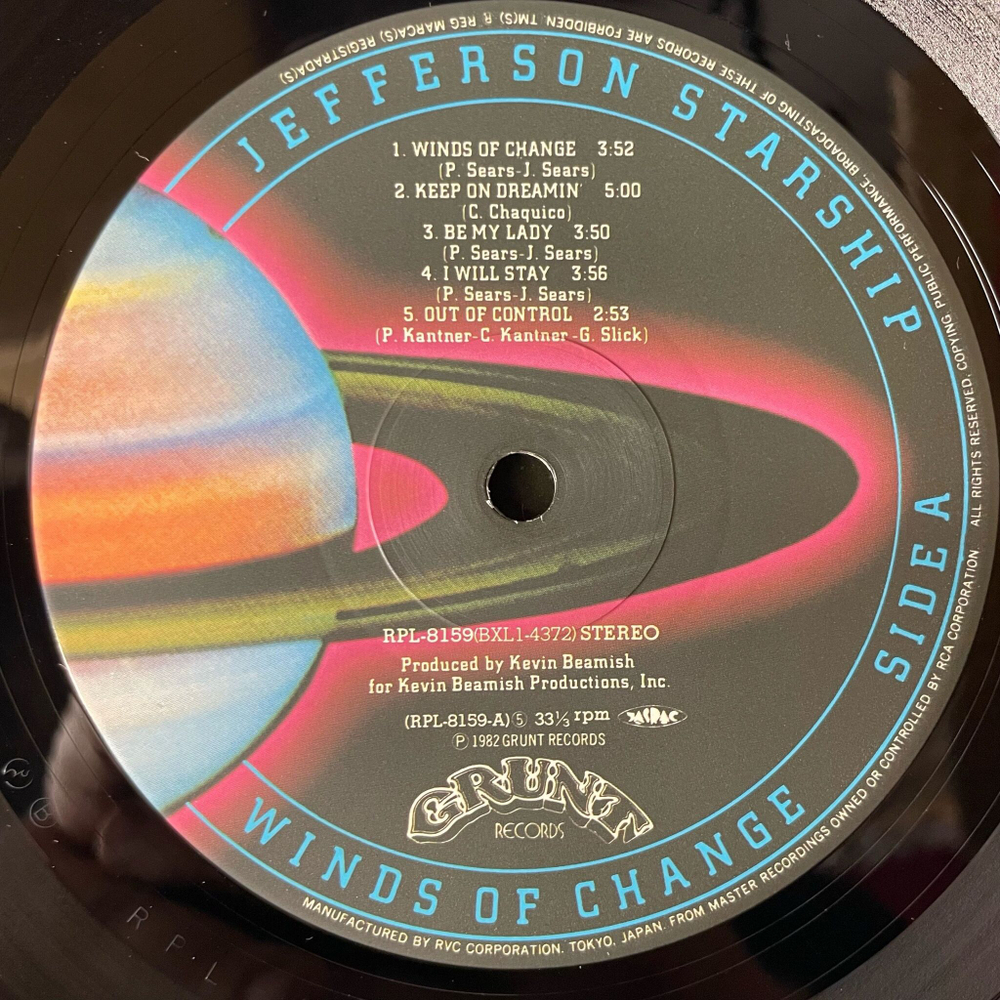 JEFFERSON STARSHIP
1. WINDS OF CHANGE 3:52
(P. Sears-J. Sears)
2. KEEP ON DREAMIN' 5:00
(C. Chaquico)
3. BE MY LADY 3:50
(P. Sears-J. Sears)
4. I WILL STAY 3:56
(P. Sears-J. Sears)
5. OUT OF CONTROL 2:53
(P. Kantner-C. Kantner-G. Slick)
SIDE A
RPL-8159(BXL1-4372) STEREO
Produced by Kevin Beamish
for Kevin Beamish Productions, Inc.
(RPL-8159-A)Ⓢ 33⅓ rpm JASRAC
Ⓟ 1982 GRUNT RECORDS
GRUNT
RECORDS
WINDS OF CHANGE
MANUFACTURED BY RVC CORPORATION. TOKYO, JAPAN. FROM MASTER RECORDINGS OWNED OR CONTROLLED BY RCA CORPORATION. ALL RIGHTS RESERVED, COPYING, PUBLIC PERFORMANCE, BROADCASTING OF THESE RECORDS ARE FORBIDDEN. TM(S) ® REG MARCA(S) REGISTRADA(S)
R P L